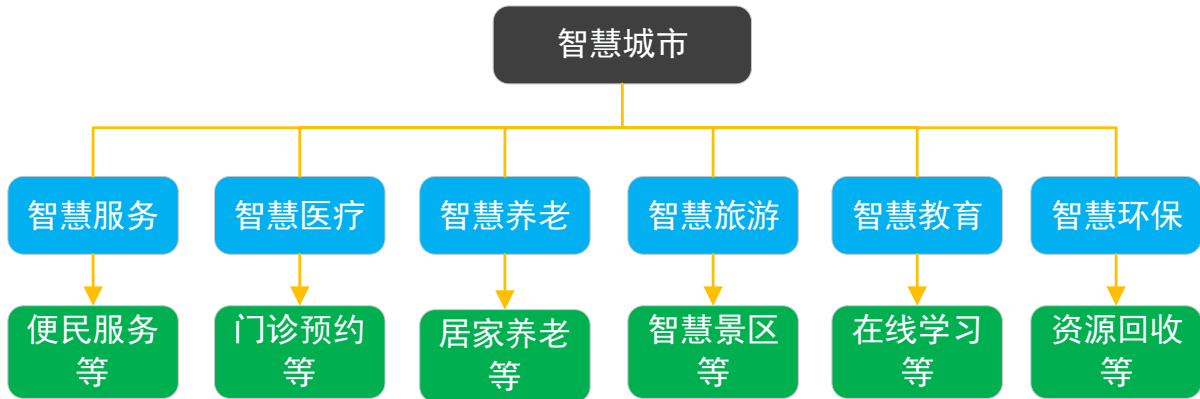 智慧城市
智慧服务
智慧医疗
智慧养老
智慧旅游
智慧教育
智慧环保
便民服务
等
门诊预约
等
居家养老
等
智慧景区
等
在线学习
等
资源回收
等